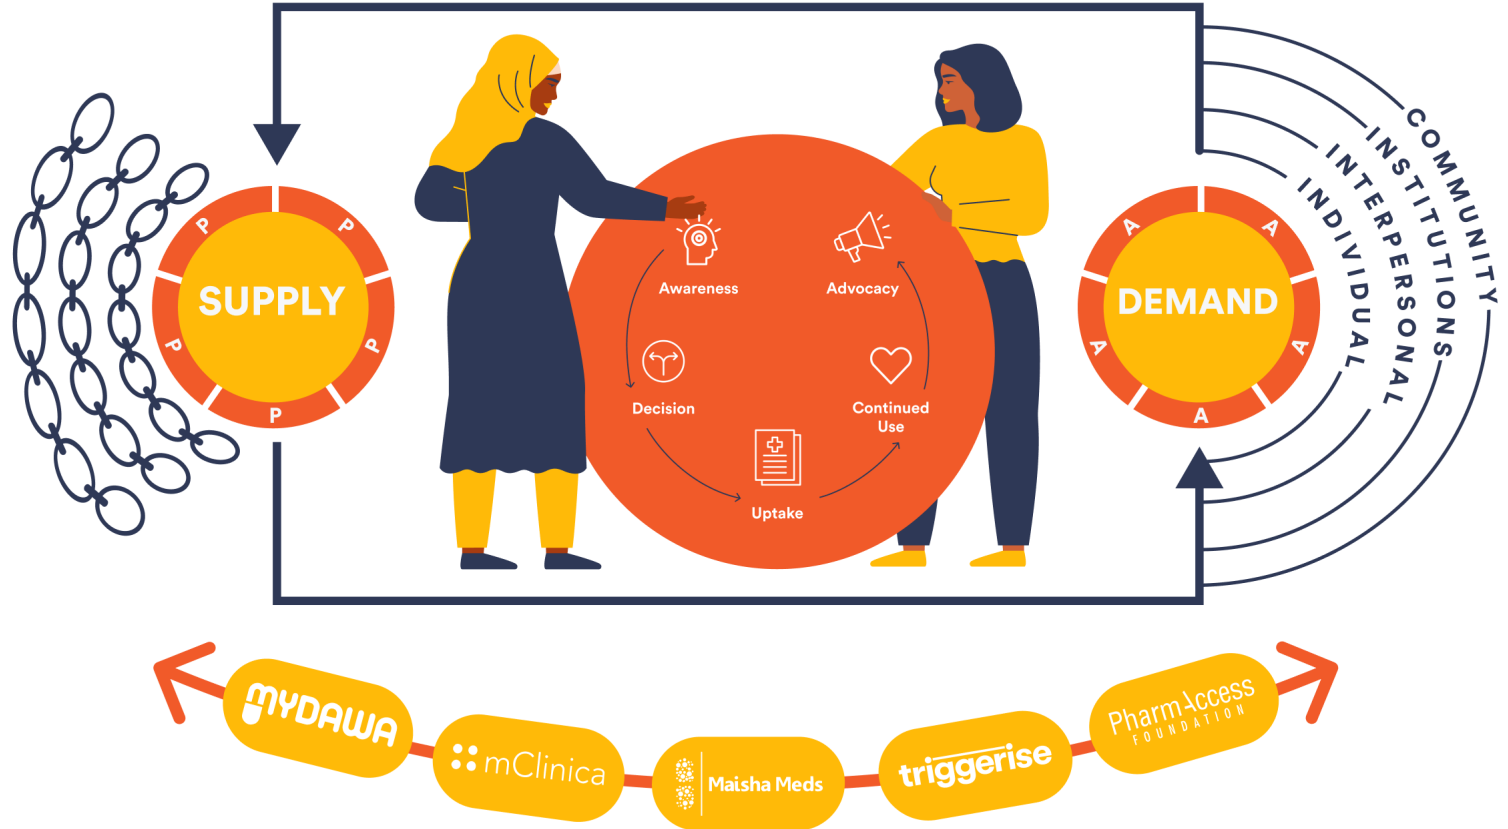 P
P
P
P
P
SUPPLY
Awareness
Advocacy
Decision
Continued
Use
Uptake
A
A
A
A
A
DEMAND
INDIVIDUAL
INTERPERSONAL
INSTITUTIONS
COMMUNITY
MYDAWA
mClinica
Maisha Meds
triggerise
PharmAccess
FOUNDATION